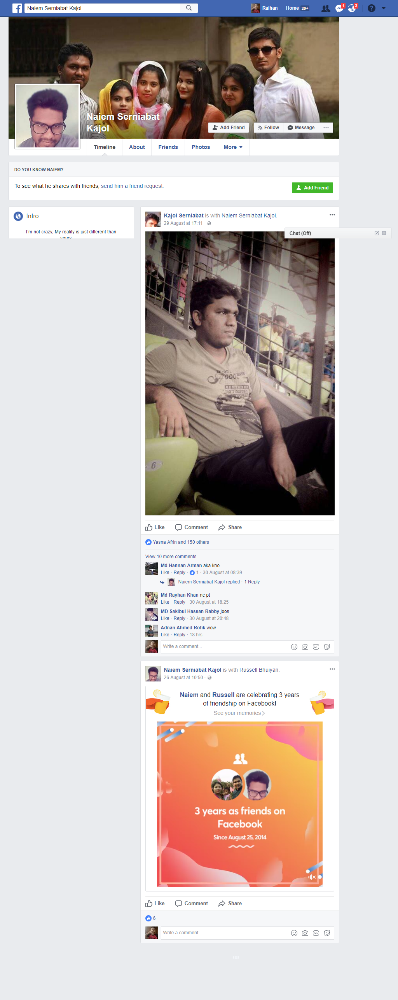 Naiem Serniabat Kajol
Raihan
Home 20+
1
3
Naiem Serniabat
Kajol
Add Friend
Follow
Message
Timeline
About
Friends
Photos
More
DO YOU KNOW NAIEM?
To see what he shares with friends, send him a friend request.
Add Friend
Intro
I'm not crazy, My reality is just different than
yours
Kajol Serniabat is with Naiem Serniabat Kajol.
29 August at 17:11 ·
Chat (Off)
HAVE
REMEMBER
CAN'T CONTROL
6
Like Comment Share
Yasna Afrin and 150 others
View 10 more comments
Md Hannan Arman aka kno
Like · Reply · 1 · 30 August at 08:39
Naiem Serniabat Kajol replied · 1 Reply
Md Rayhan Khan nc pt
Like · Reply · 30 August at 18:25
MD Sakibul Hassan Rabby joos
Like · Reply · 30 August at 20:48
Adnan Ahmed Rofik wow
Like · Reply · 18 hrs
Write a comment...
GIF
Naiem Serniabat Kajol is with Russell Bhuiyan.
26 August at 10:50 ·
Naiem and Russell are celebrating 3 years
of friendship on Facebook!
See your memories
3 years as friends on
Facebook
Since August 25, 2014
Like Comment Share
6
Write a comment...
GIF